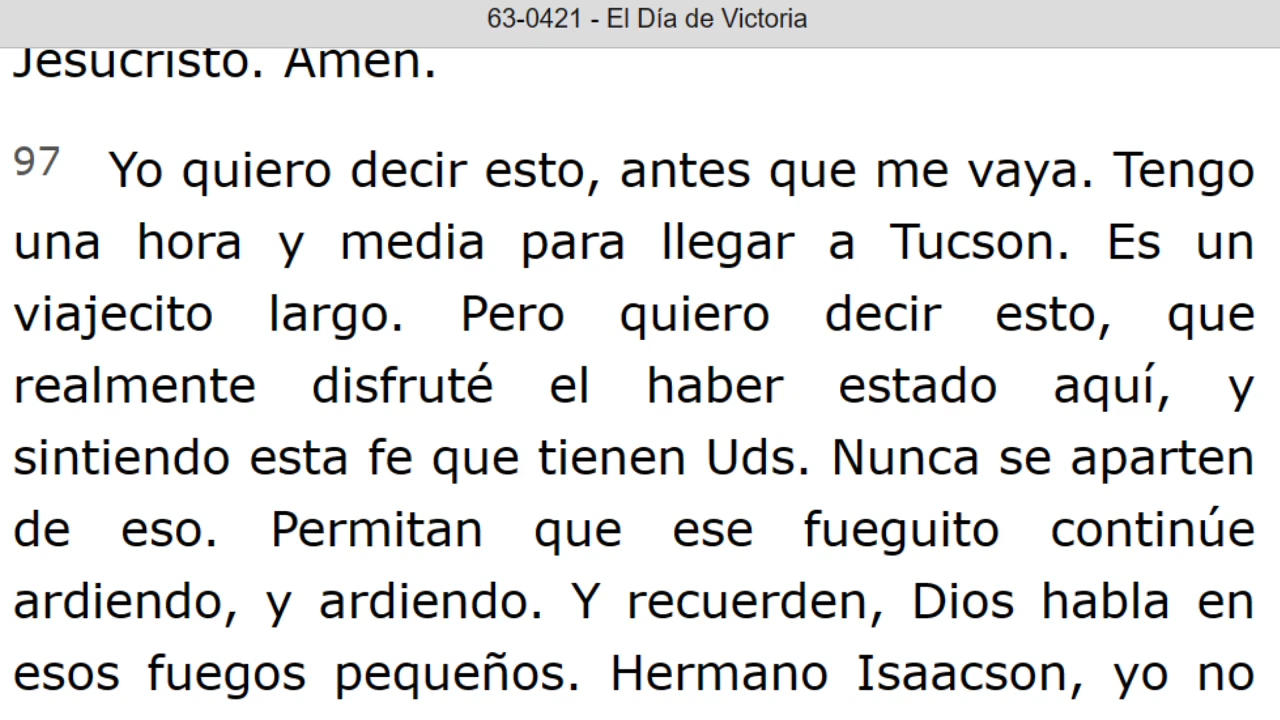 63-0421 - El Día de Victoria
Jesucristo. Amén.
97 Yo quiero decir esto, antes que me vaya. Tengo
una hora y media para llegar a Tucson. Es un
viajecito largo. Pero quiero decir esto, que
realmente disfruté el haber estado aquí, y
sintiendo esta fe que tienen Uds. Nunca se aparten
de eso. Permitan que ese fueguito continúe
ardiendo, y ardiendo. Y recuerden, Dios habla en
esos fuegos pequeños. Hermano Isaacson, yo no